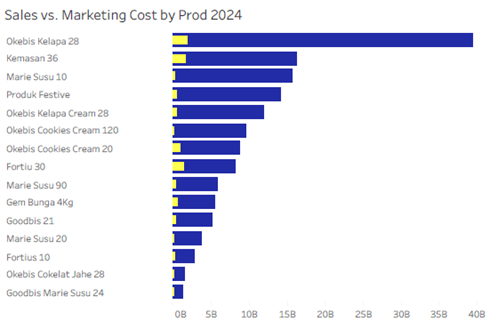 Sales vs. Marketing Cost by Prod 2024
Okebis Kelapa 28
Kemasan 36
Marie Susu 10
Produk Festive
Okebis Kelapa Cream 28
Okebis Cookies Cream 120
Okebis Cookies Cream 20
Fortiu 30
Marie Susu 90
Gem Bunga 4Kg
Goodbis 21
Marie Susu 20
Fortius 10
Okebis Cokelat Jahe 28
Goodbis Marie Susu 24
0B 5B 10B 15B 20B 25B 30B 35B 40B